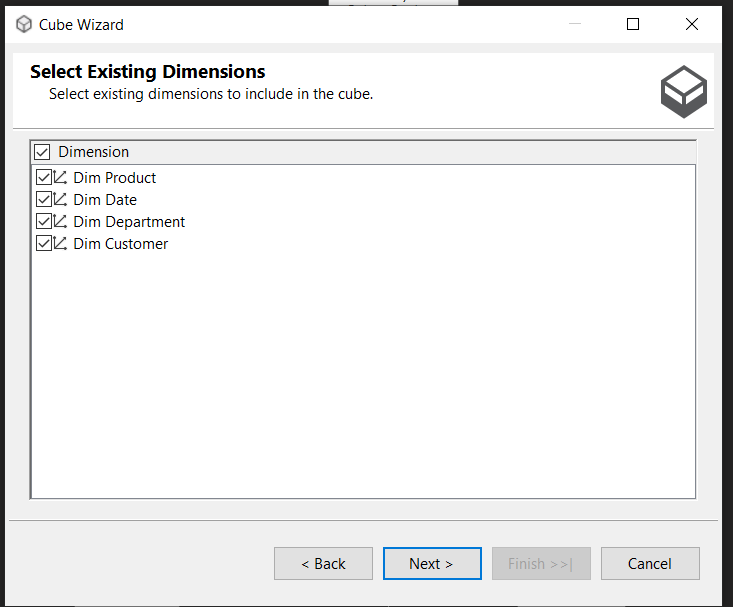 Cube Wizard
Select Existing Dimensions
Select existing dimensions to include in the cube.
Dimension
Dim Product
Dim Date
Dim Department
Dim Customer
< Back
Next >
Finish >>|
Cancel